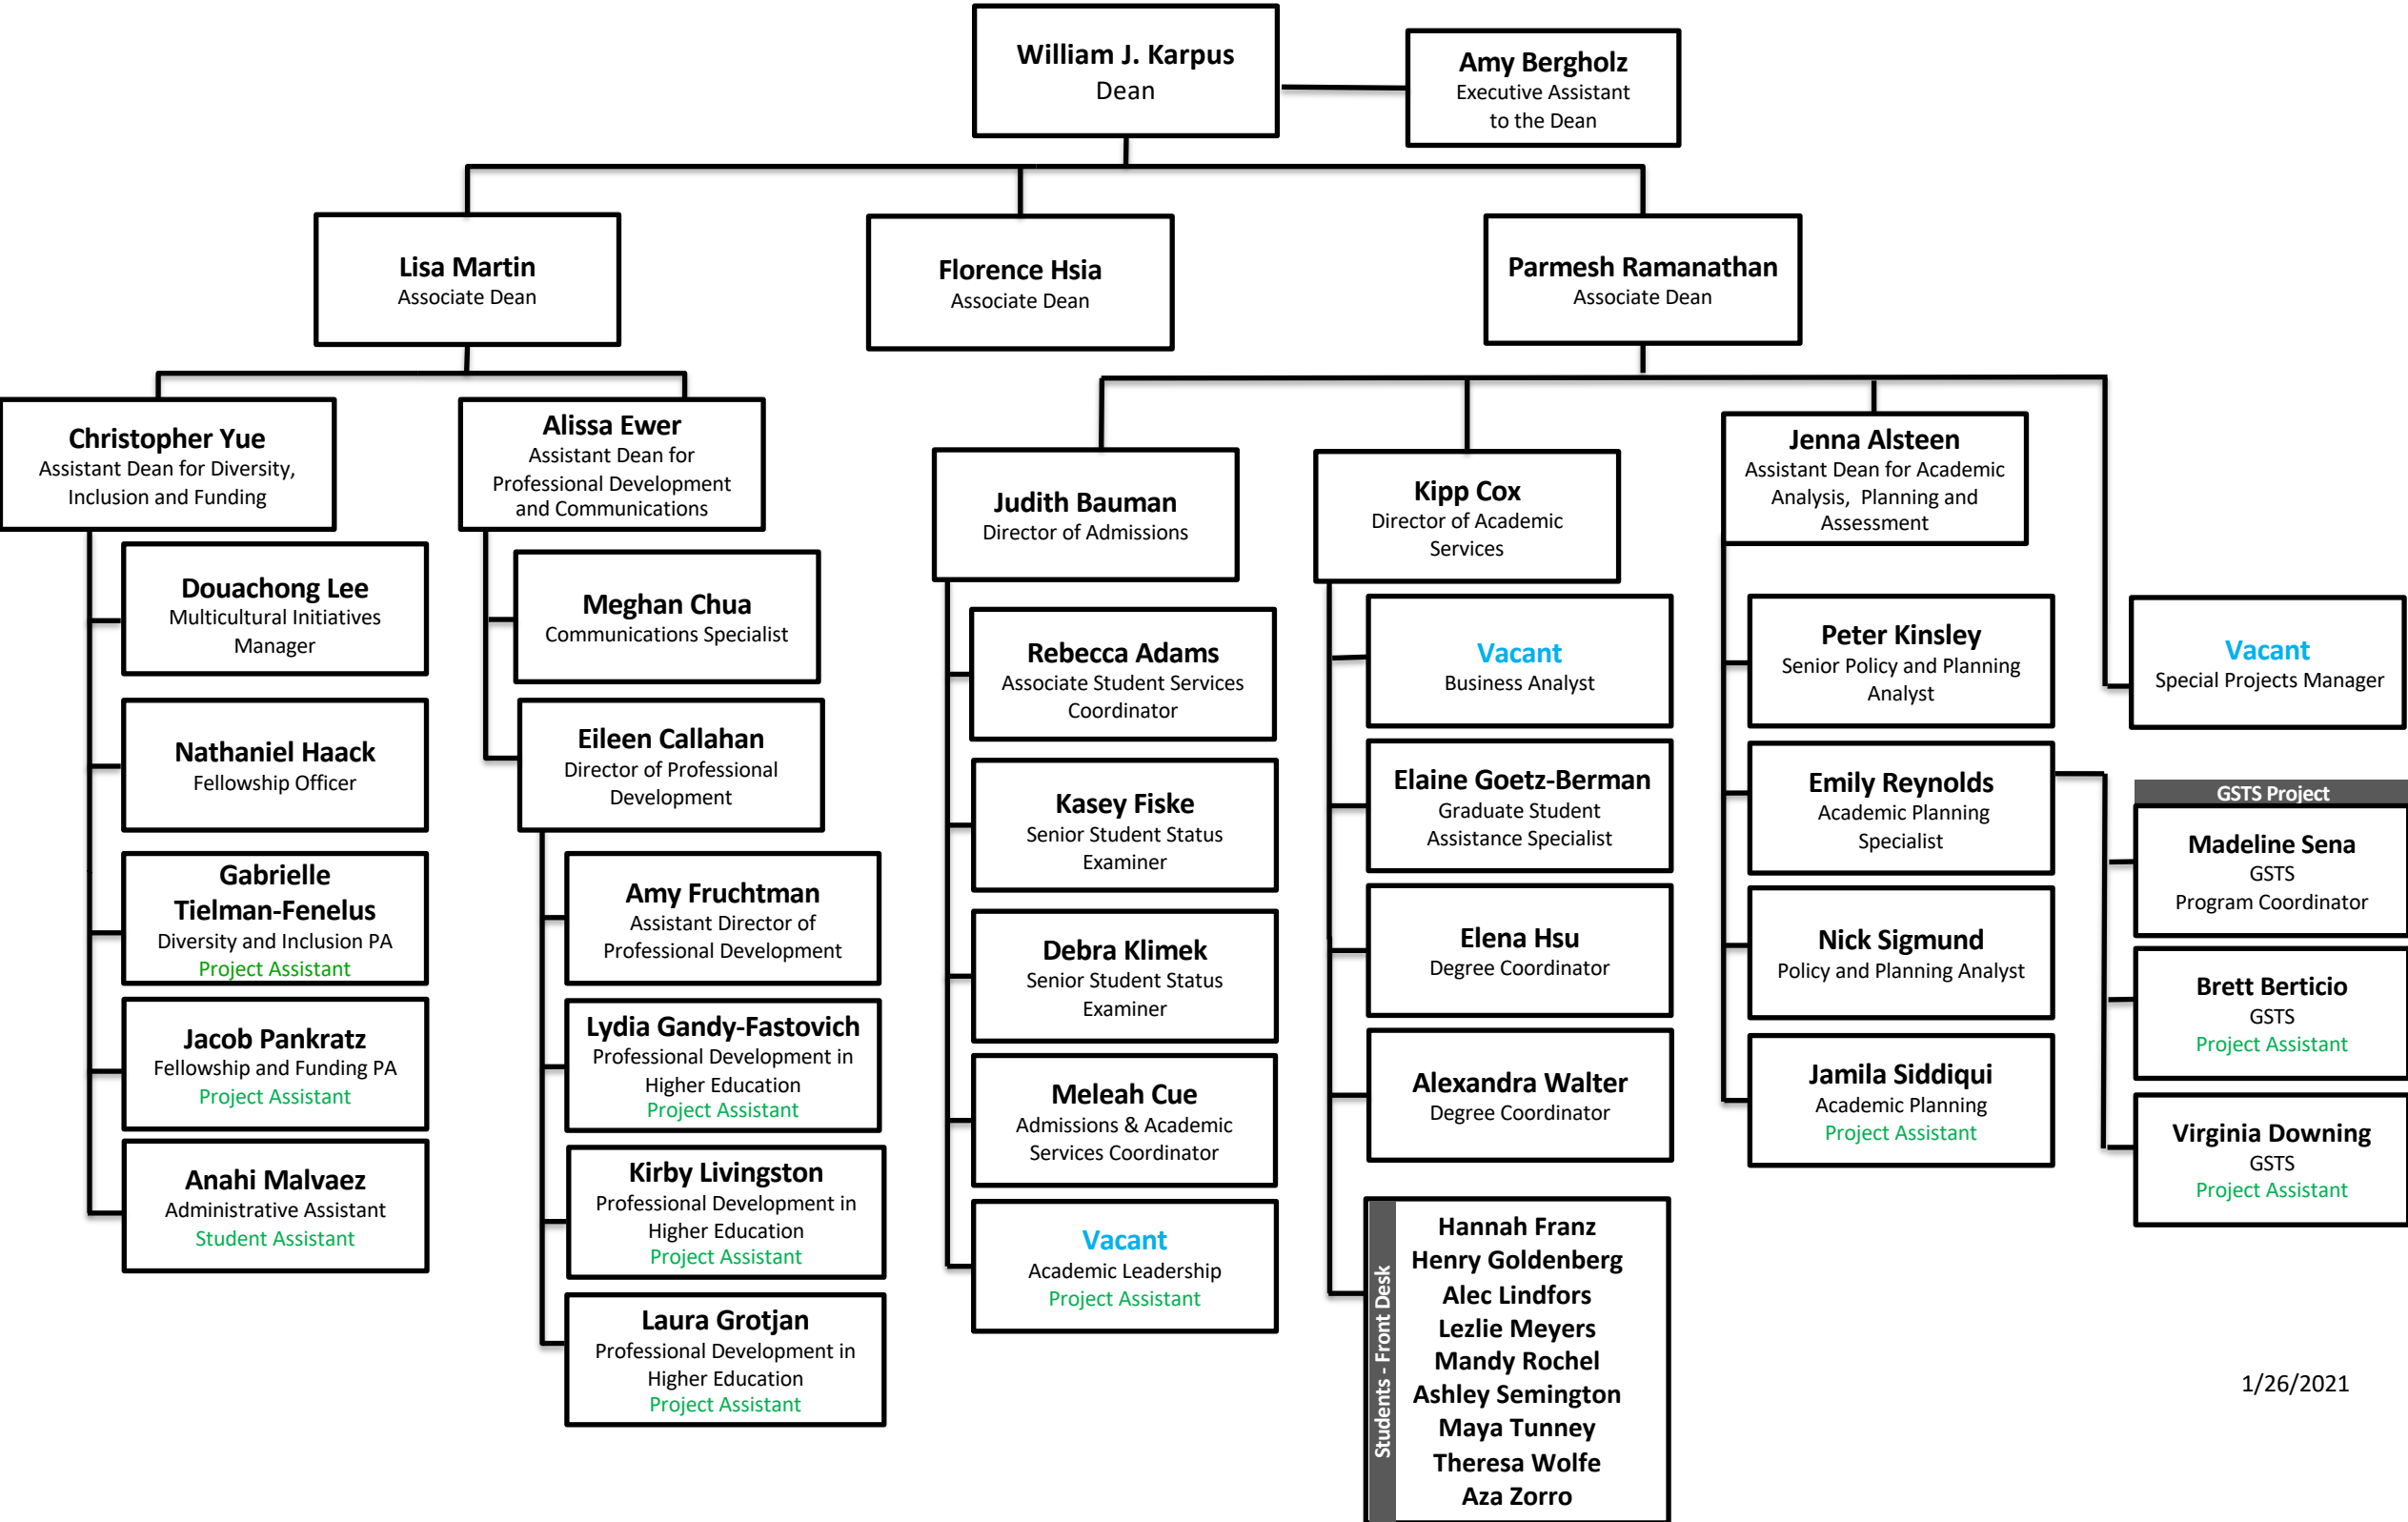 William J. Karpus
Dean
Amy Bergholz
Executive Assistant
to the Dean
Lisa Martin
Associate Dean
Florence Hsia
Associate Dean
Parmesh Ramanathan
Associate Dean
Christopher Yue
Assistant Dean for Diversity,
Inclusion and Funding
Douachong Lee
Multicultural Initiatives
Manager
Nathaniel Haack
Fellowship Officer
Gabrielle
Tielman-Fenelus
Diversity and Inclusion PA
Project Assistant
Jacob Pankratz
Fellowship and Funding PA
Project Assistant
Anahi Malvaez
Administrative Assistant
Student Assistant
Alissa Ewer
Assistant Dean for
Professional Development
and Communications
Meghan Chua
Communications Specialist
Eileen Callahan
Director of Professional
Development
Amy Fruchtman
Assistant Director of
Professional Development
Lydia Gandy-Fastovich
Professional Development in
Higher Education
Project Assistant
Kirby Livingston
Professional Development in
Higher Education
Project Assistant
Laura Grotjan
Professional Development in
Higher Education
Project Assistant
Judith Bauman
Director of Admissions
Rebecca Adams
Associate Student Services
Coordinator
Kasey Fiske
Senior Student Status
Examiner
Debra Klimek
Senior Student Status
Examiner
Meleah Cue
Admissions & Academic
Services Coordinator
Vacant
Academic Leadership
Project Assistant
Kipp Cox
Director of Academic
Services
Vacant
Business Analyst
Elaine Goetz-Berman
Graduate Student
Assistance Specialist
Elena Hsu
Degree Coordinator
Alexandra Walter
Degree Coordinator
Students - Front Desk
Hannah Franz
Henry Goldenberg
Alec Lindfors
Lezlie Meyers
Mandy Rochel
Ashley Semington
Maya Tunney
Theresa Wolfe
Aza Zorro
Jenna Alsteen
Assistant Dean for Academic
Analysis, Planning and
Assessment
Peter Kinsley
Senior Policy and Planning
Analyst
Emily Reynolds
Academic Planning
Specialist
Nick Sigmund
Policy and Planning Analyst
Jamila Siddiqui
Academic Planning
Project Assistant
Vacant
Special Projects Manager
GSTS Project
Madeline Sena
GSTS
Program Coordinator
Brett Berticio
GSTS
Project Assistant
Virginia Downing
GSTS
Project Assistant
1/26/2021